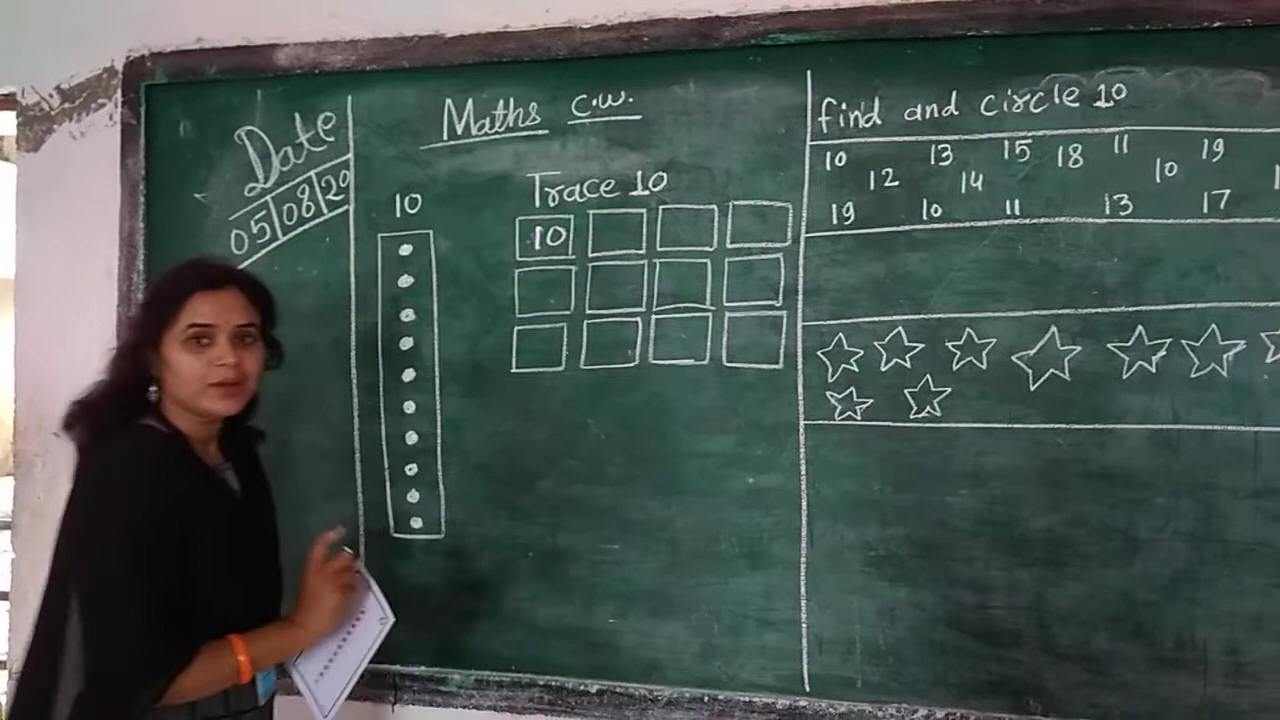 Date
05/08/20
Maths c.w.
10
Trace 10
10
find and circle 10
10 13 15 18 11 19
12 14 10
19 10 11 13 17